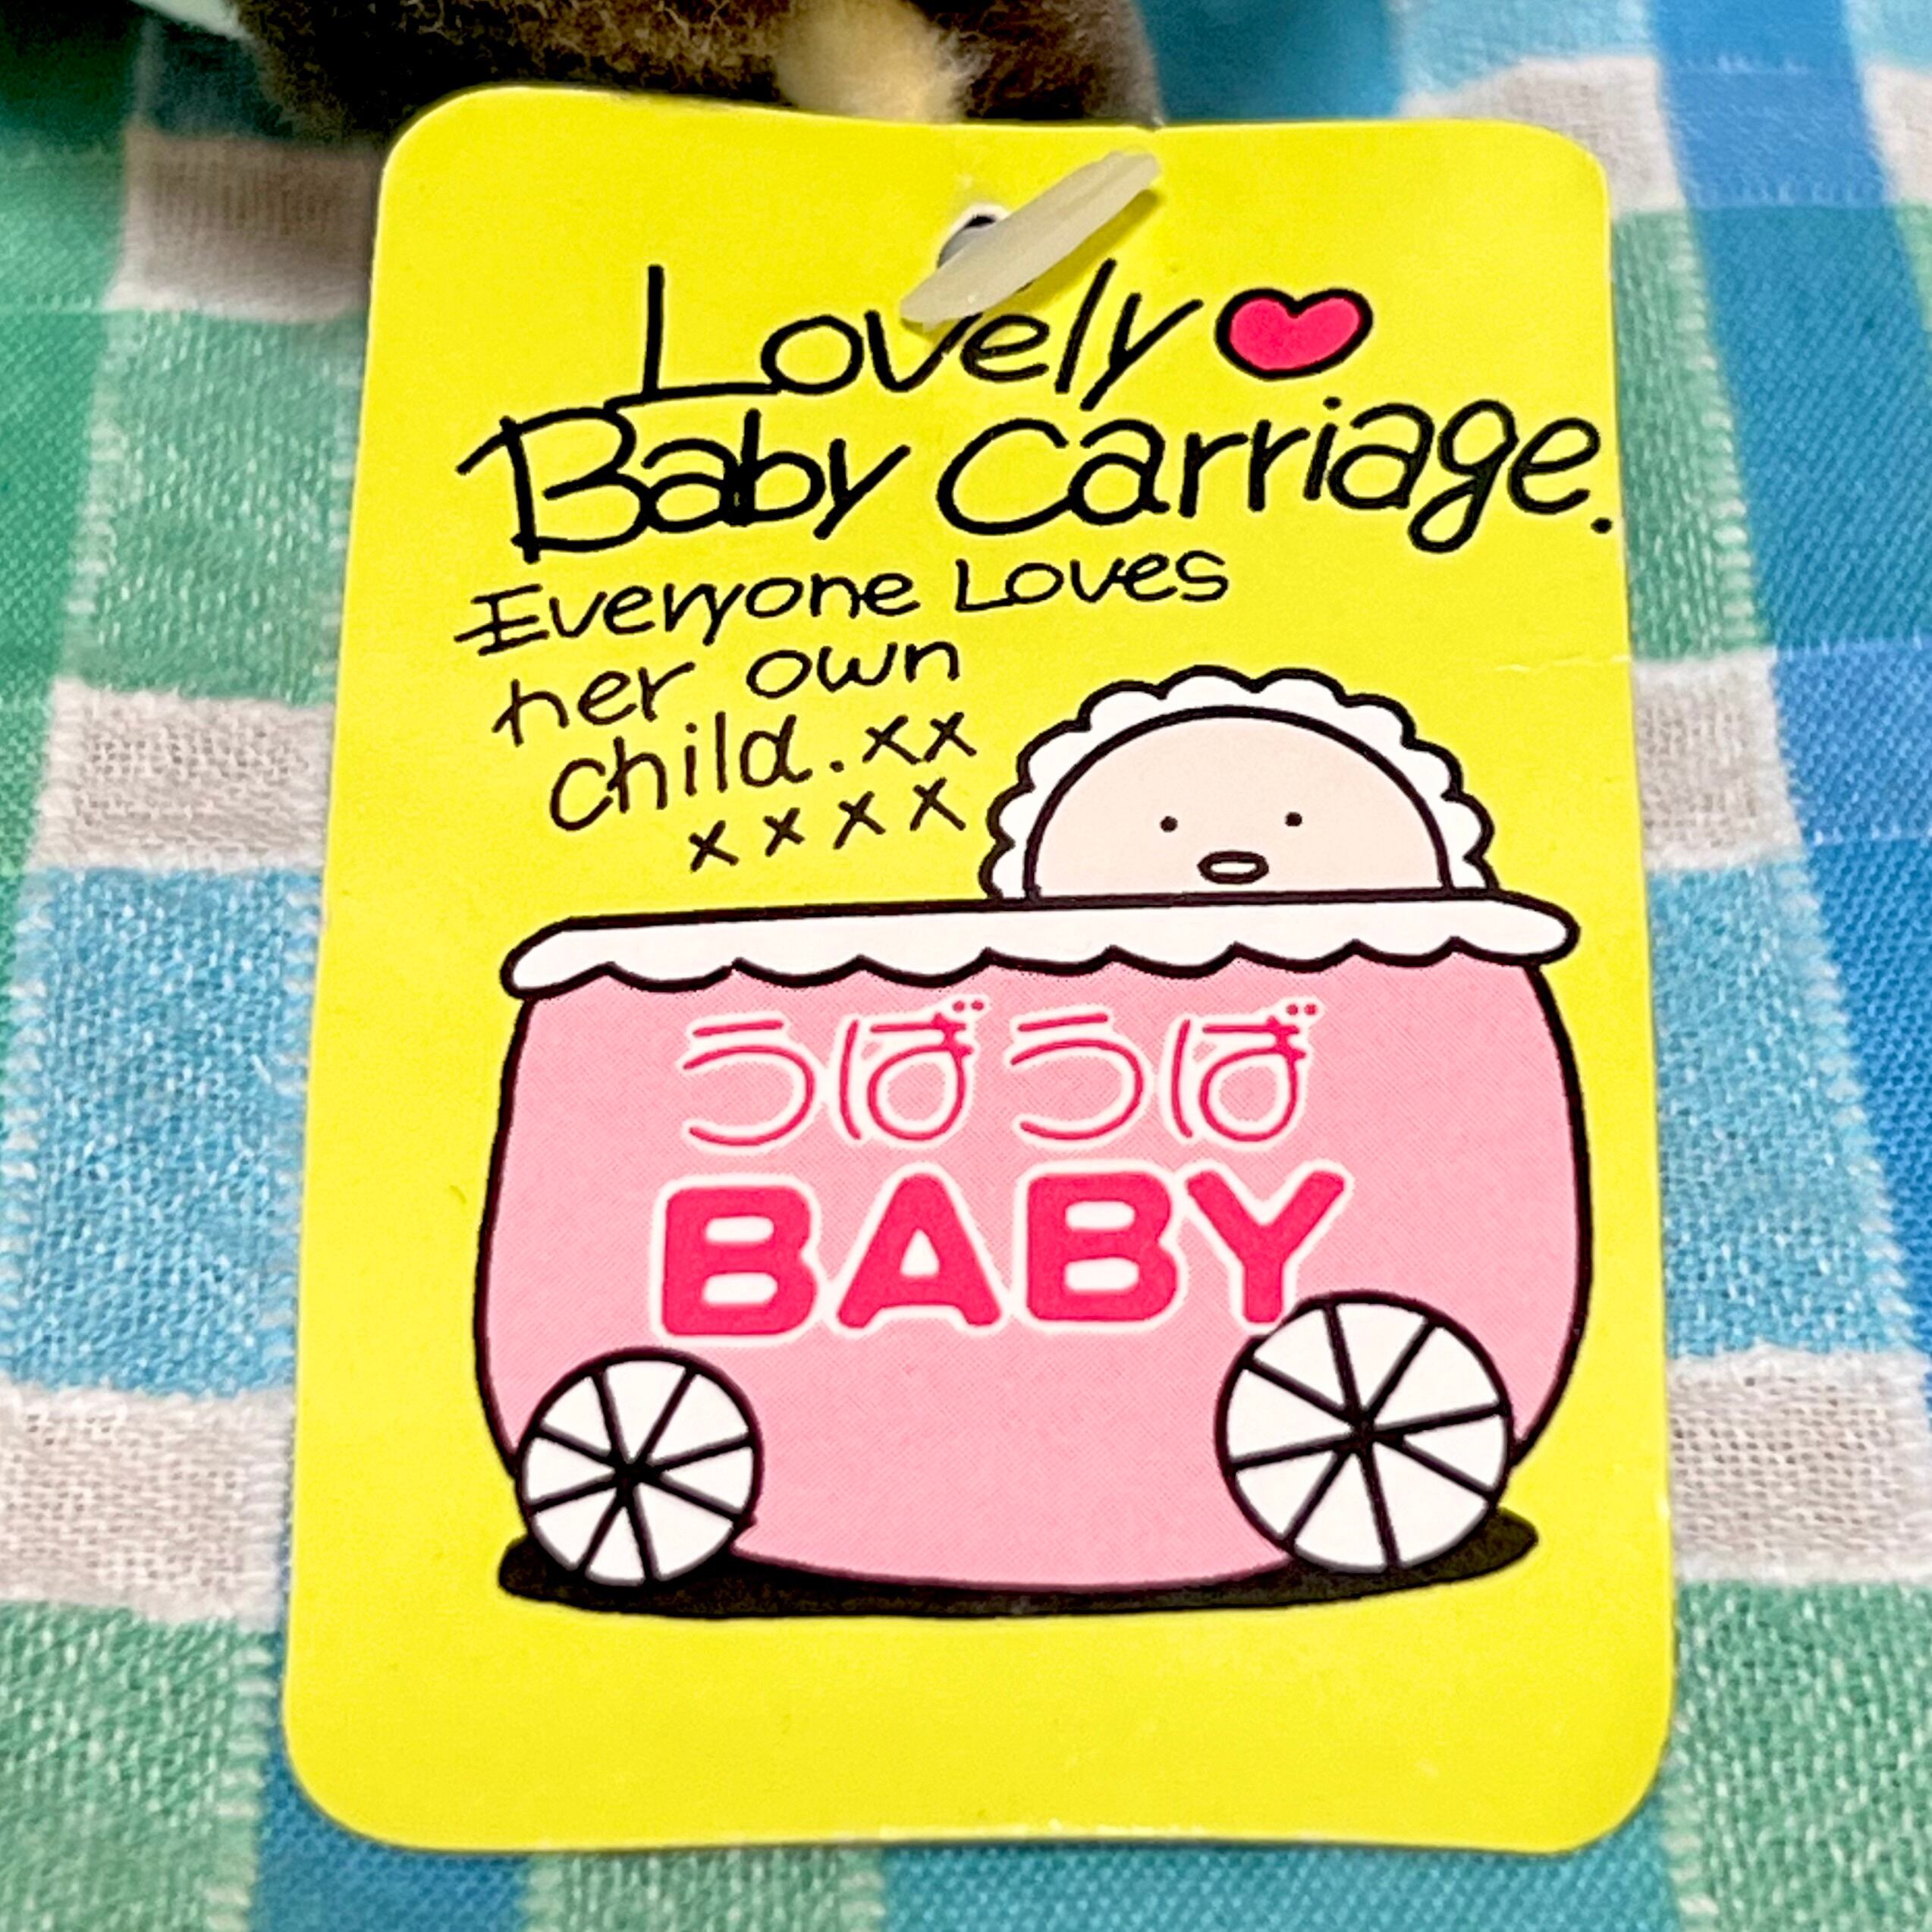 Lovely
Baby Carriage.
Everyone Loves
her own
child. xx
xxxx
うばうば
BABY